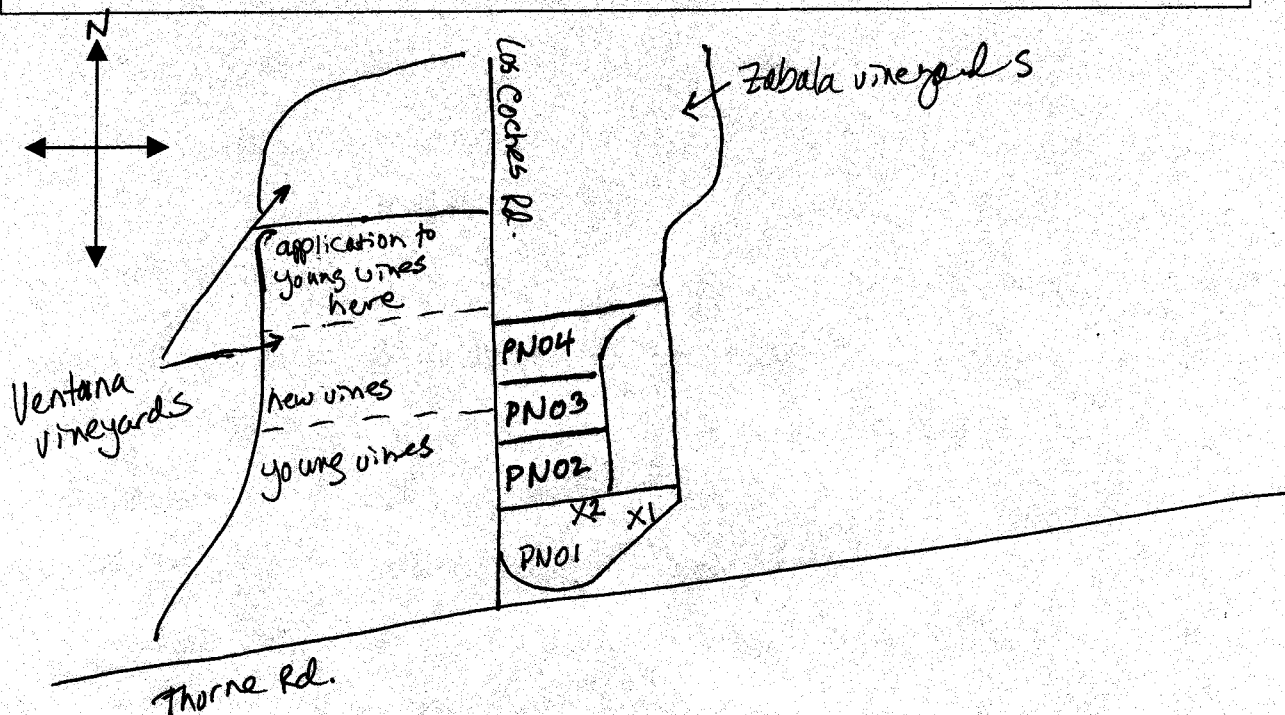 N
Los Coches Rd.
Zabala vineyards
application to
young vines
here
PN04
Ventana
vineyards
new vines
PN03
young vines
PN02
X2 X1
PN01
Thorne Rd.